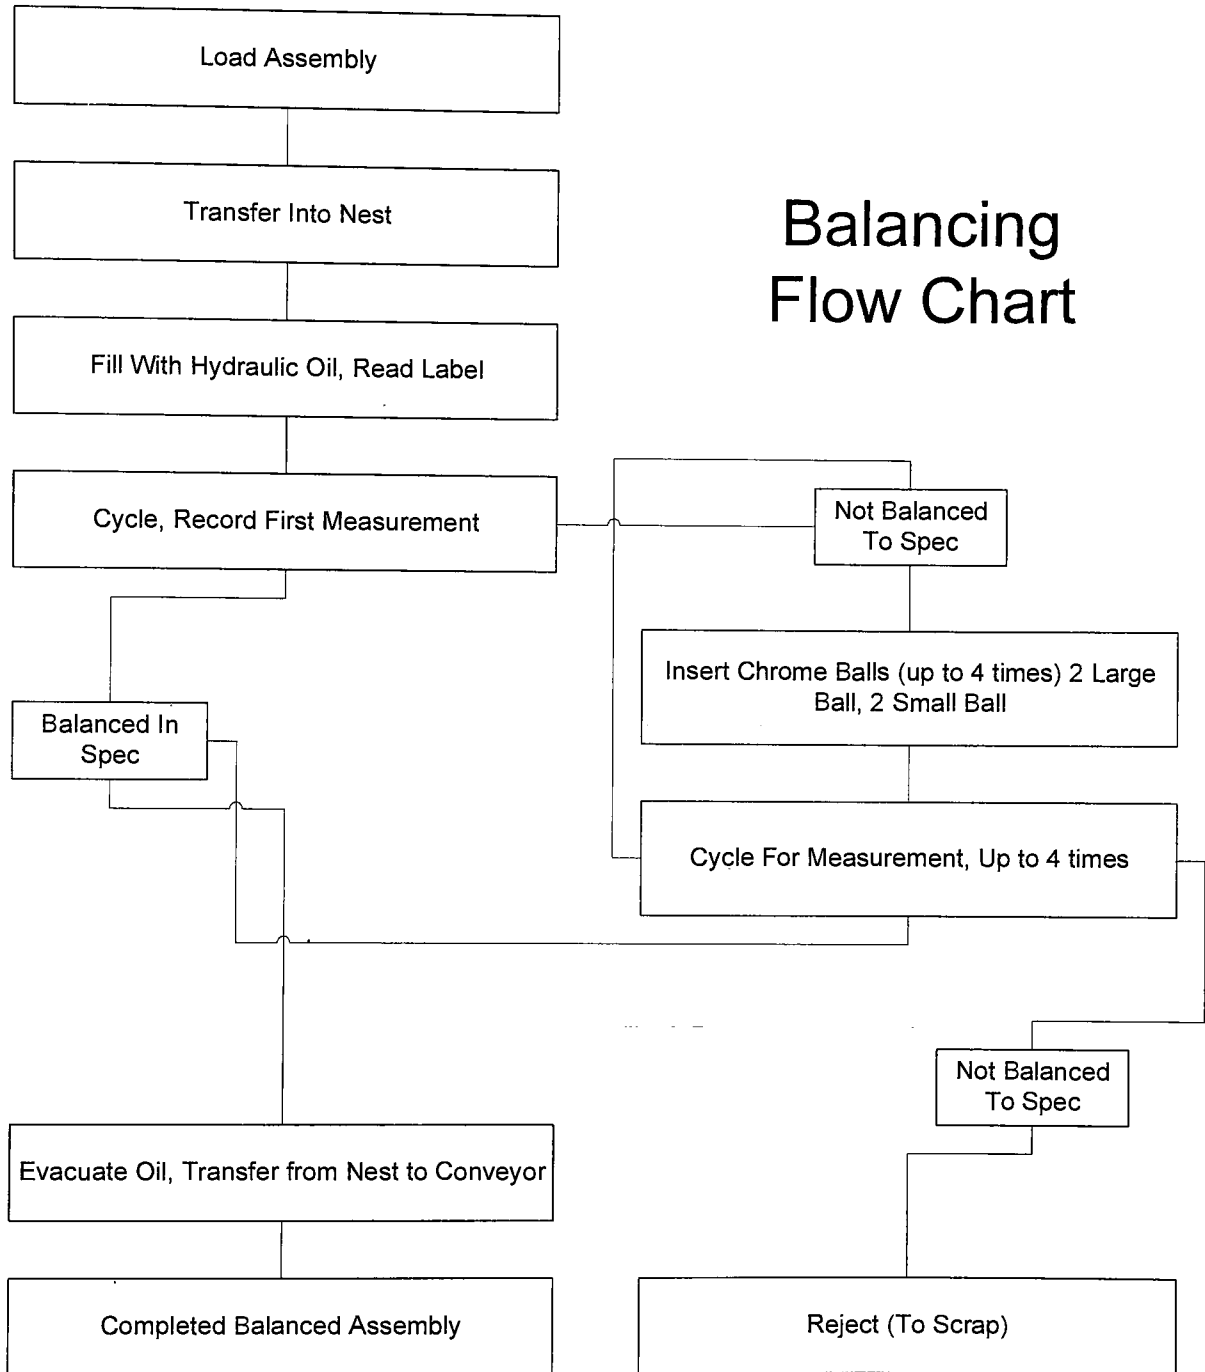 Load Assembly
Transfer Into Nest
Balancing
Flow Chart
Fill With Hydraulic Oil, Read Label
Cycle, Record First Measurement
Not Balanced
To Spec
Insert Chrome Balls (up to 4 times) 2 Large
Ball, 2 Small Ball
Balanced In
Spec
Cycle For Measurement, Up to 4 times
Not Balanced
To Spec
Evacuate Oil, Transfer from Nest to Conveyor
Completed Balanced Assembly
Reject (To Scrap)